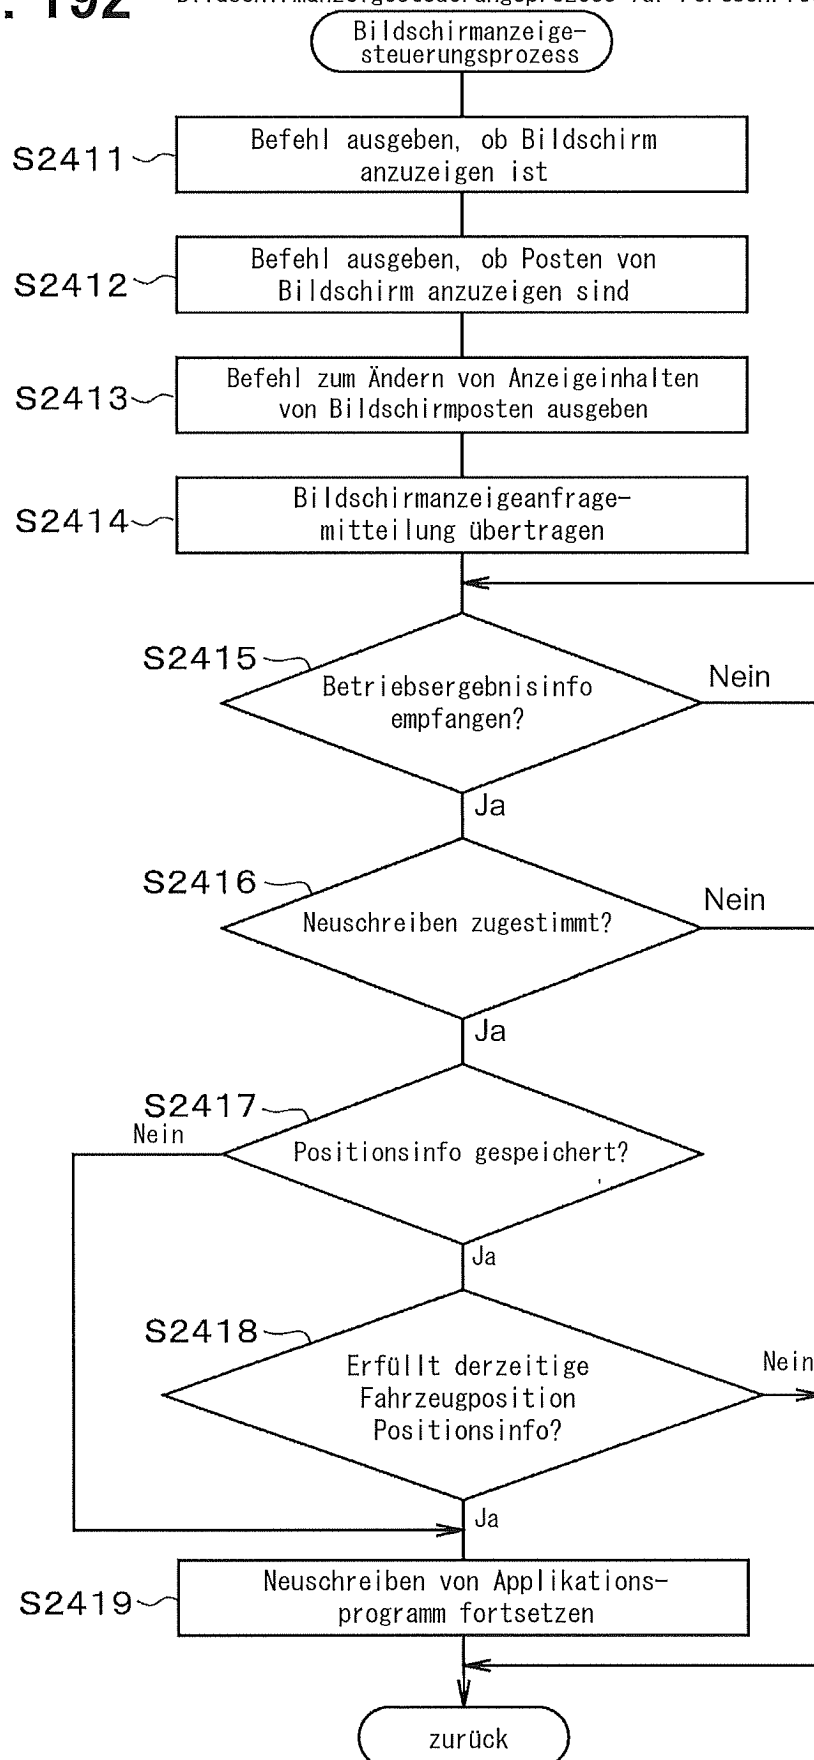 . 192
Bildschirmanzeige-
steuerungsprozess
S2411
Befehl ausgeben, ob Bildschirm
anzuzeigen ist
S2412
Befehl ausgeben, ob Posten von
Bildschirm anzuzeigen sind
S2413
Befehl zum Ändern von Anzeigeinhalten
von Bildschirmposten ausgeben
S2414
Bildschirmanzeigeanfrage-
mitteilung übertragen
S2415
Betriebsergebnisinfo
empfangen?
Nein
Ja
S2416
Neuschreiben zugestimmt?
Nein
Ja
S2417
Nein
Positionsinfo gespeichert?
Ja
S2418
Erfüllt derzeitige
Fahrzeugposition
Positionsinfo?
Nein
Ja
S2419
Neuschreiben von Applikations-
programm fortsetzen
zurück